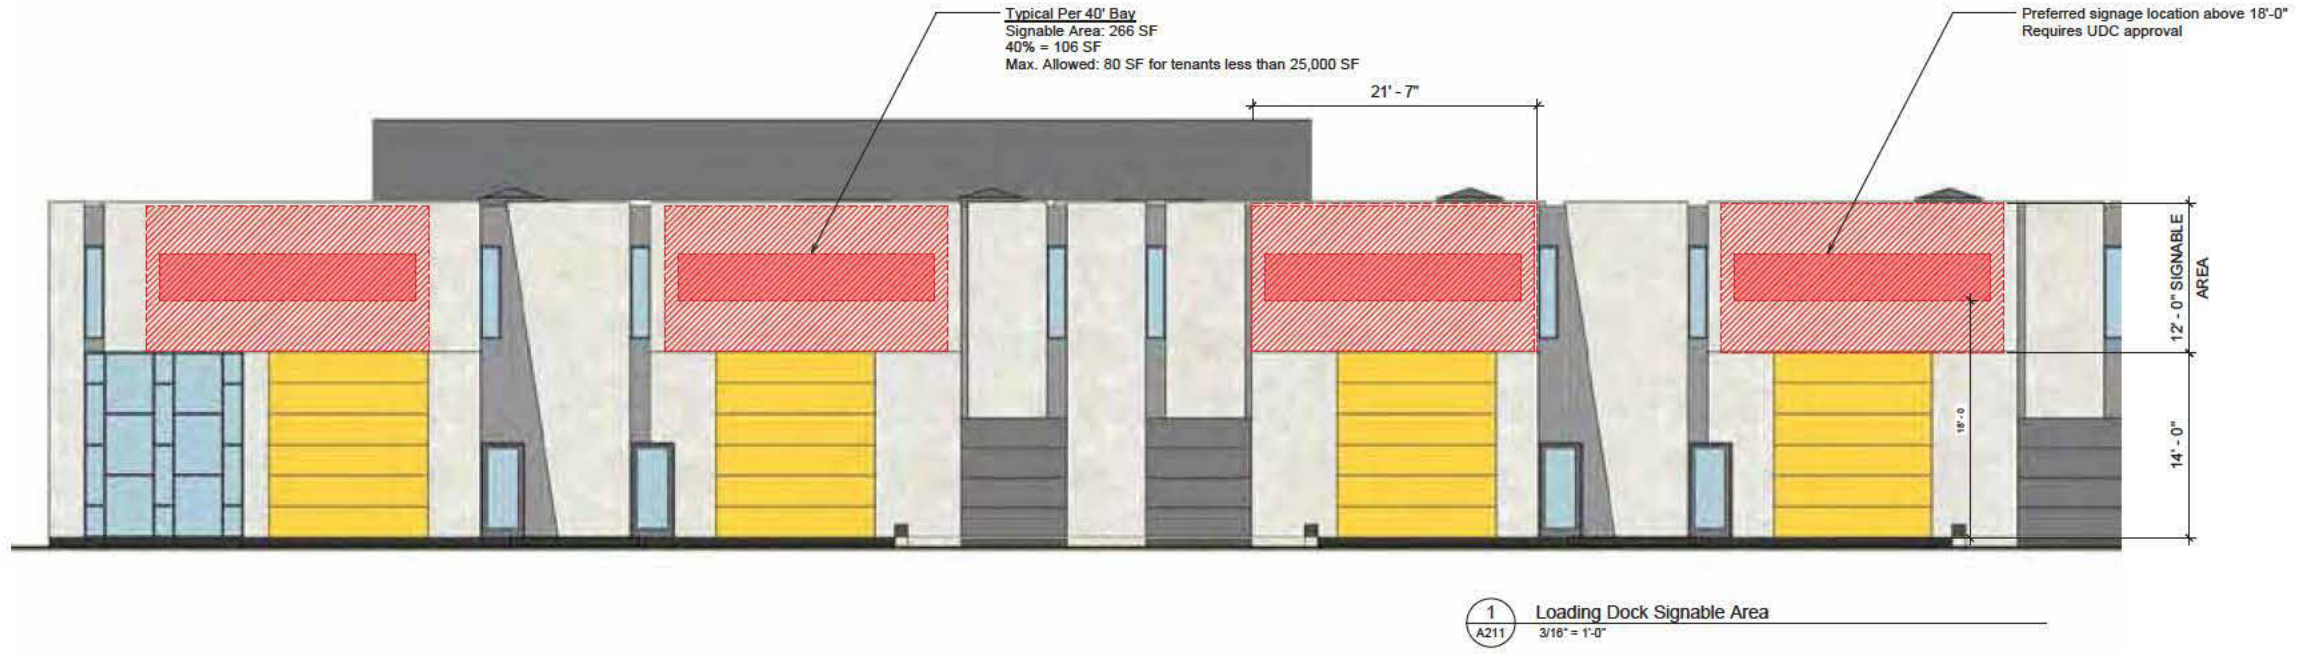 Typical Per 40' Bay
Signable Area: 266 SF
40% = 106 SF
Max. Allowed: 80 SF for tenants less than 25,000 SF
Preferred signage location above 18'-0"
Requires UDC approval
21' - 7"
12' - 0" SIGNABLE
AREA
18' - 0
14' - 0"
1
A211
Loading Dock Signable Area
3/16" = 1'-0"